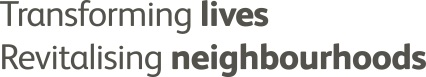 Transforming lives
Revitalising neighbourhoods